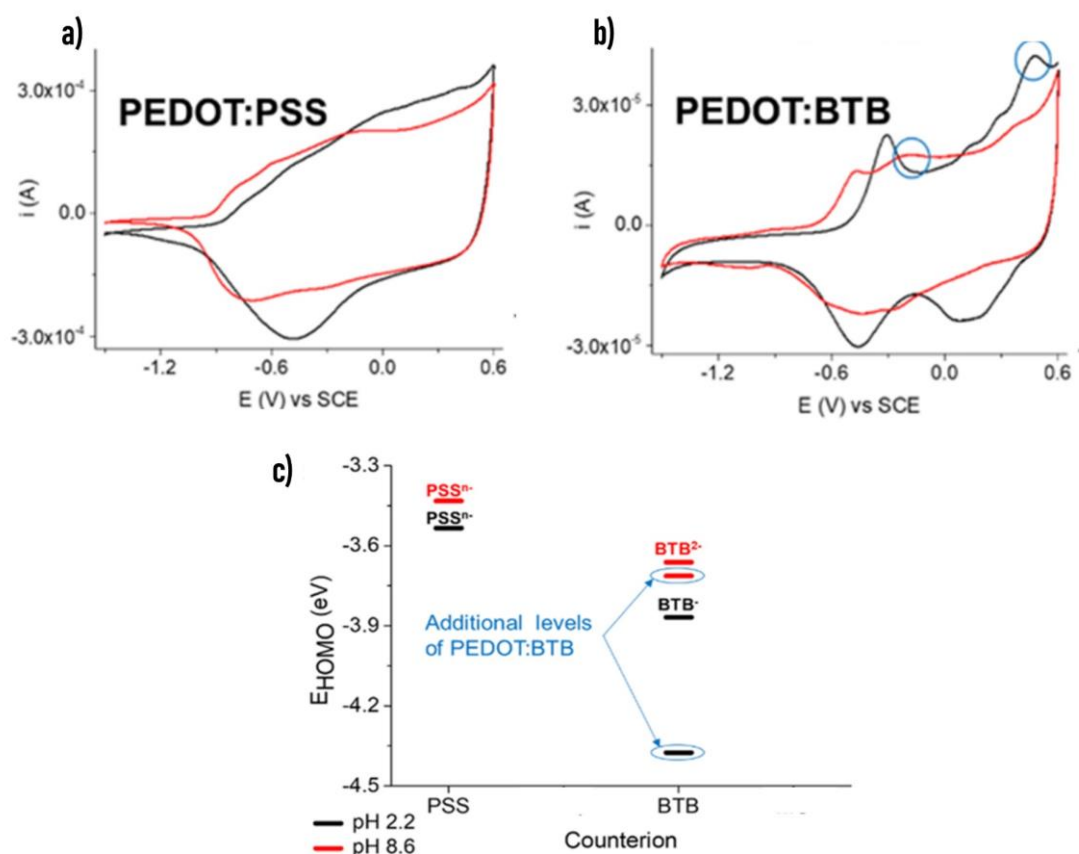 a)
PEDOT:PSS
3.0x10⁻⁴
0.0
-3.0x10⁻⁴
i (A)
-1.2 -0.6 0.0 0.6
E (V) vs SCE
b)
PEDOT:BTB
3.0x10⁻⁵
0.0
-3.0x10⁻⁵
i (A)
-1.2 -0.6 0.0 0.6
E (V) vs SCE
c)
-3.3
-3.6
-3.9
-4.2
-4.5
E_HOMO (eV)
PSSⁿ⁻
PSSⁿ⁻
BTB²⁻
BTB⁻
Additional levels
of PEDOT:BTB
PSS BTB
Counterion
pH 2.2
pH 8.6